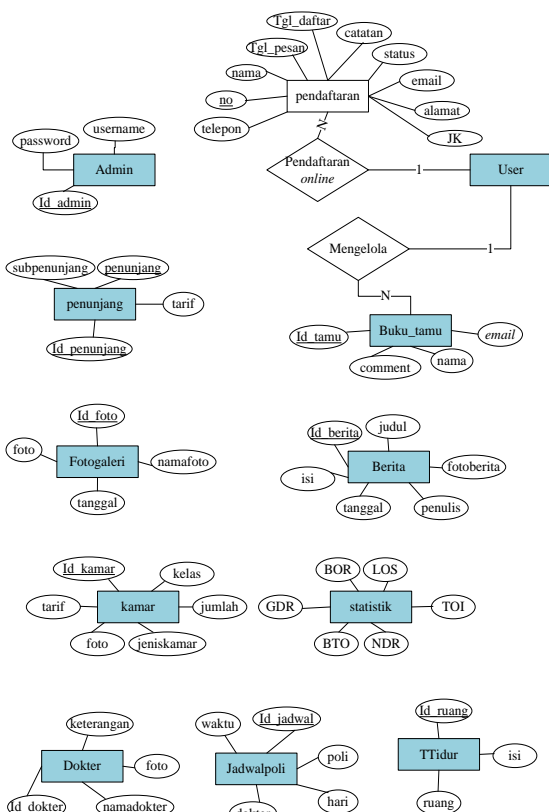 Tgl_daftar
catatan
Tgl_pesan
status
nama
email
pendaftaran
no
alamat
telepon
JK
N
username
password
Admin
Id_admin
Pendaftaran
online
1
User
Mengelola
1
subpenunjang
penunjang
penunjang
tarif
Id_penunjang
N
Id_tamu
Buku_tamu
email
nama
comment
Id_foto
foto
Fotogaleri
namafoto
tanggal
Id_berita
judul
Berita
fotoberita
isi
tanggal
penulis
Id_kamar
kelas
tarif
kamar
jumlah
foto
jeniskamar
BOR
LOS
GDR
statistik
TOI
BTO
NDR
keterangan
Dokter
foto
Id_dokter
namadokter
waktu
Id_jadwal
poli
Jadwalpoli
hari
dokter
Id_ruang
TTidur
isi
ruang